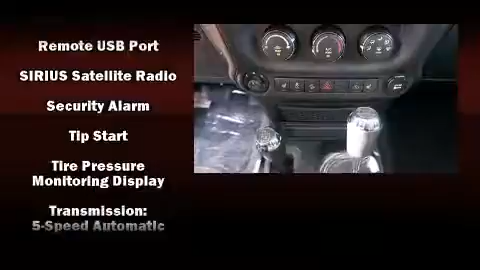 Remote USB Port
SIRIUS Satellite Radio
Security Alarm
Tip Start
Tire Pressure
Monitoring Display
Transmission:
5-Speed Automatic